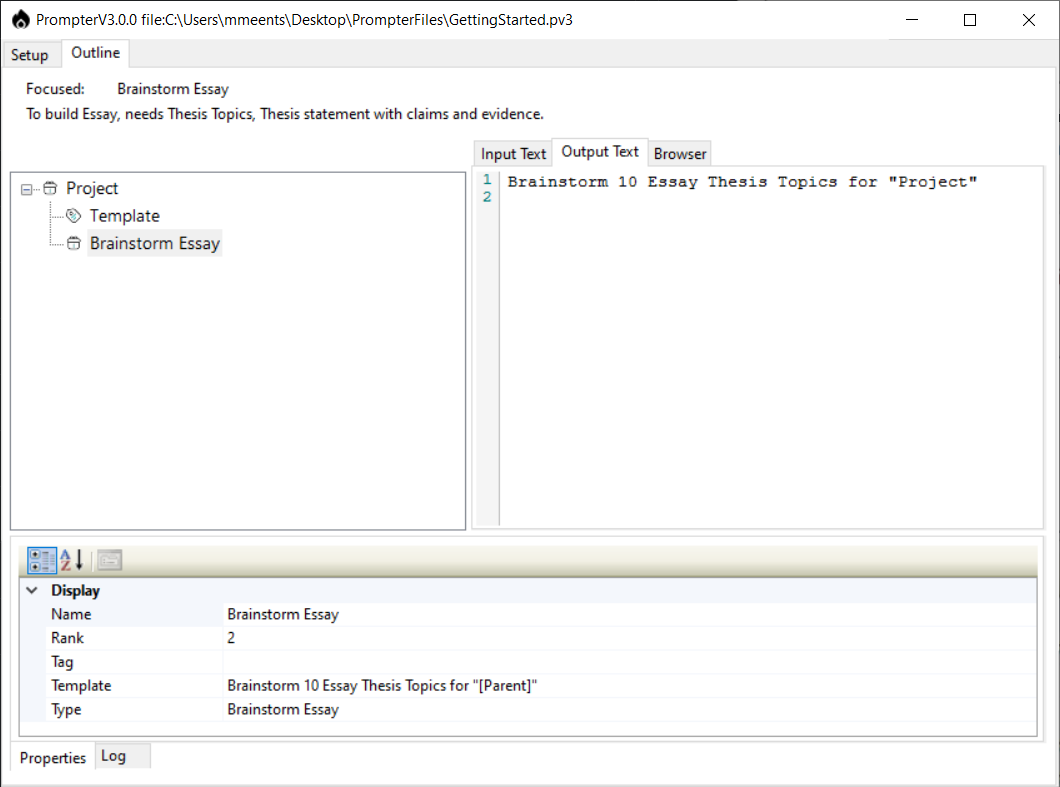 PrompterV3.0.0 file:C:\Users\mmeents\Desktop\PrompterFiles\GettingStarted.pv3
Setup Outline
Focused: Brainstorm Essay
To build Essay, needs Thesis Topics, Thesis statement with claims and evidence.
Input Text Output Text Browser
Project
Template
Brainstorm Essay
1 Brainstorm 10 Essay Thesis Topics for "Project"
2
Display
Name Brainstorm Essay
Rank 2
Tag
Template Brainstorm 10 Essay Thesis Topics for "[Parent]"
Type Brainstorm Essay
Properties Log